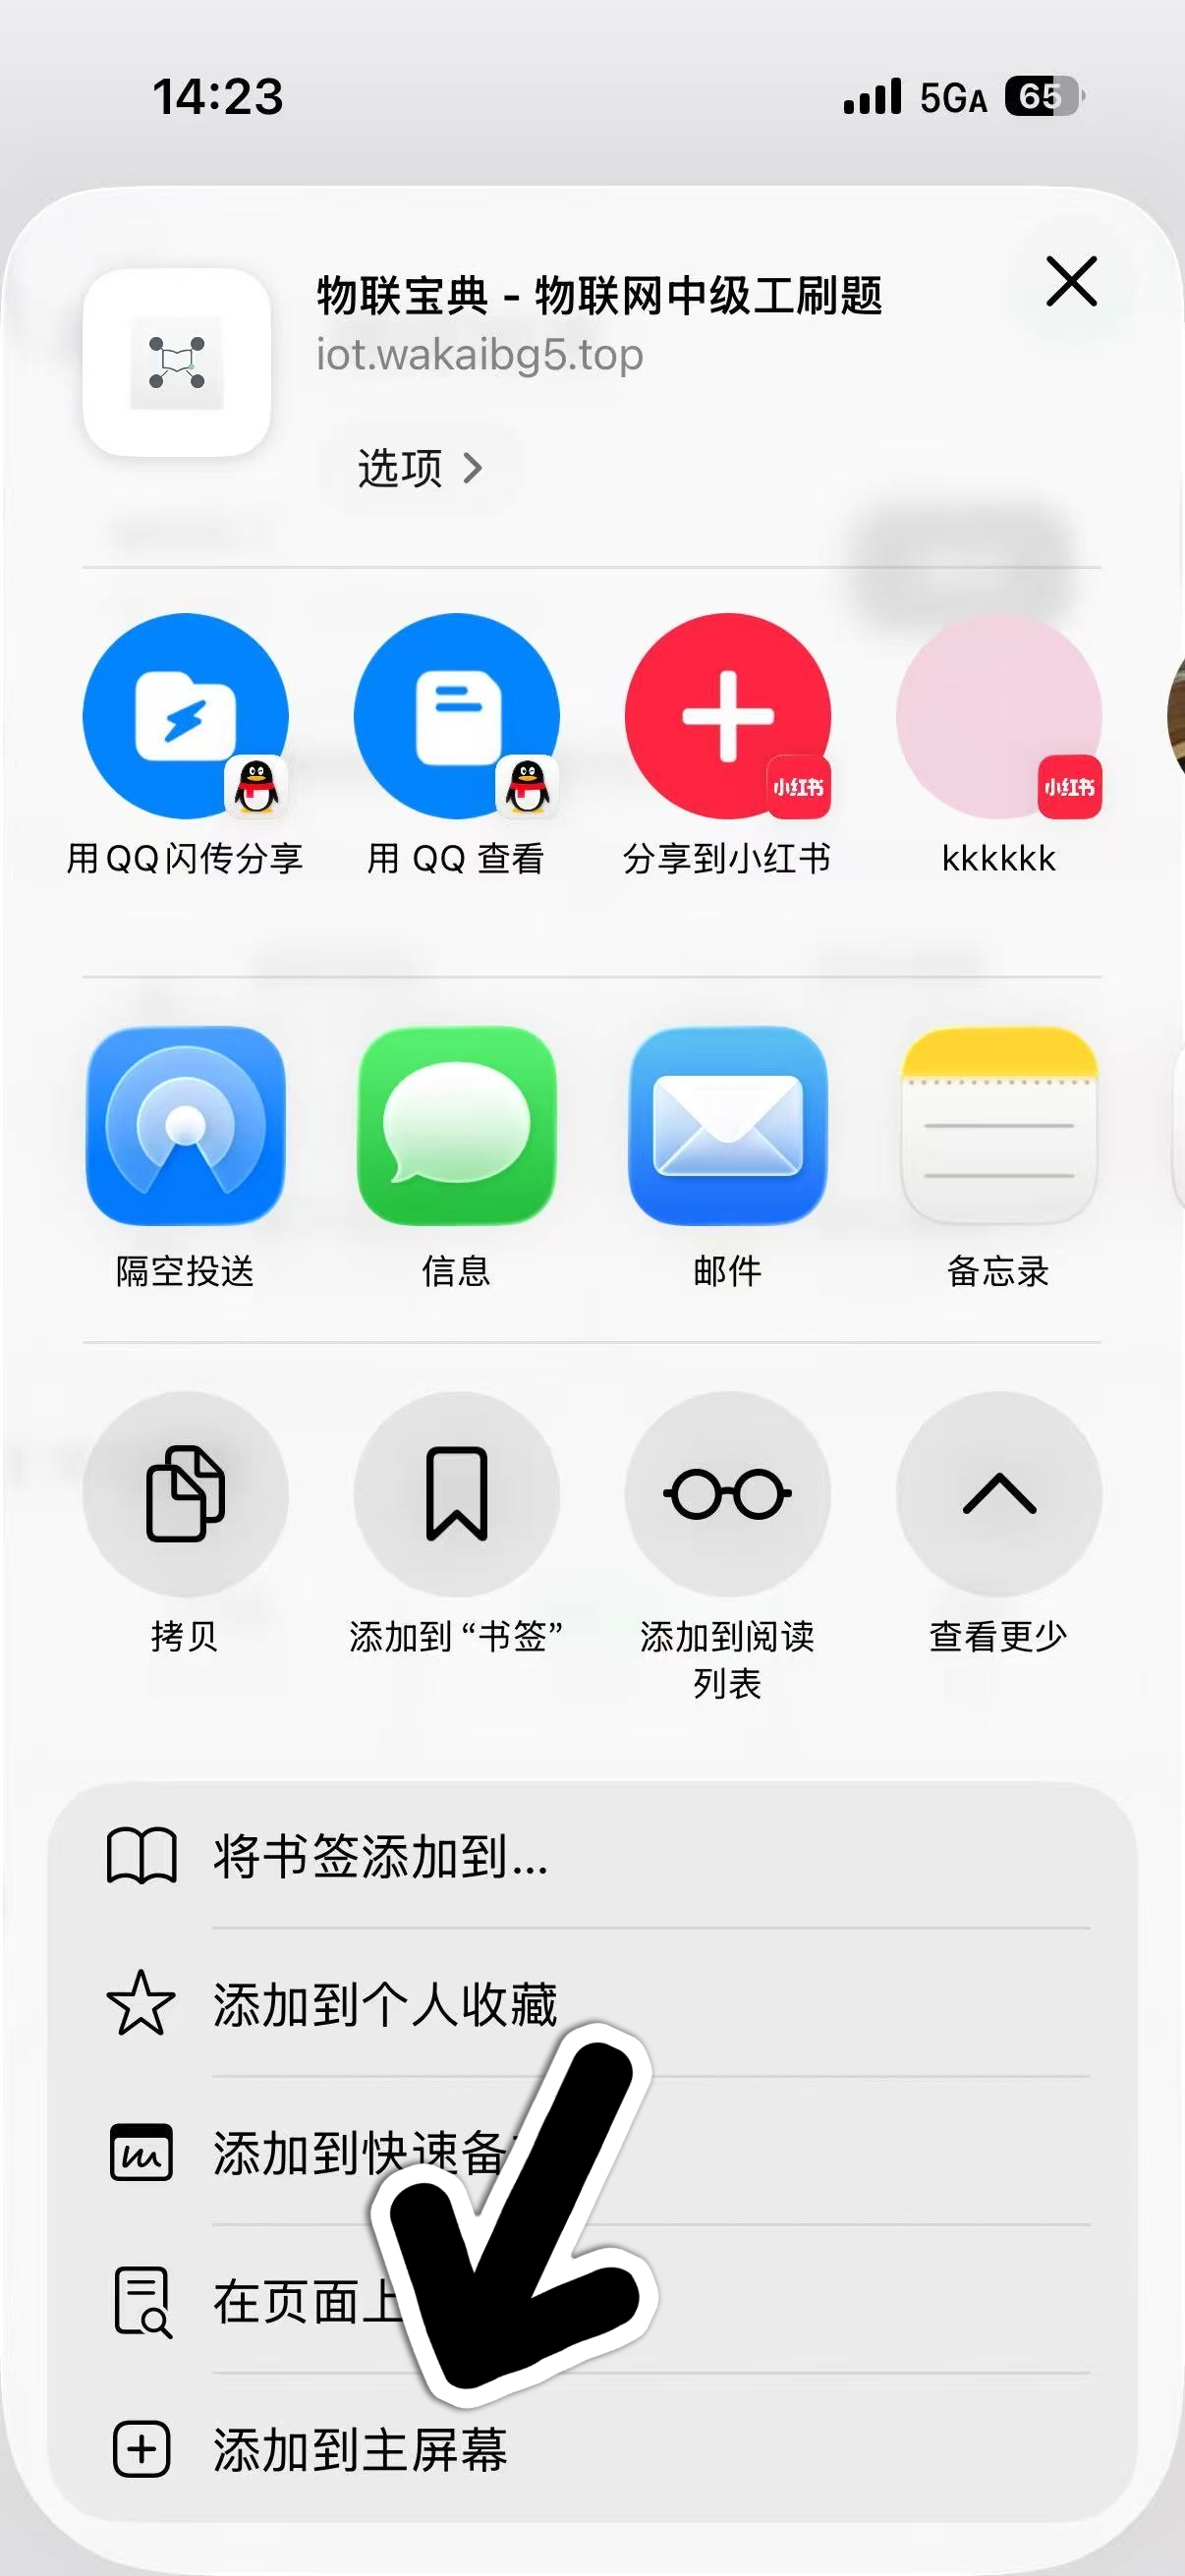 14:23
5GA 65
物联宝典 - 物联网中级工刷题
iot.wakaibg5.top
选项
小红书 小红书
用QQ闪传分享 用 QQ 查看 分享到小红书 kkkkkk
隔空投送 信息 邮件 备忘录
拷贝 添加到“书签” 添加到阅读 查看更少
列表
将书签添加到...
添加到个人收藏
添加到快速备
在页面上
添加到主屏幕